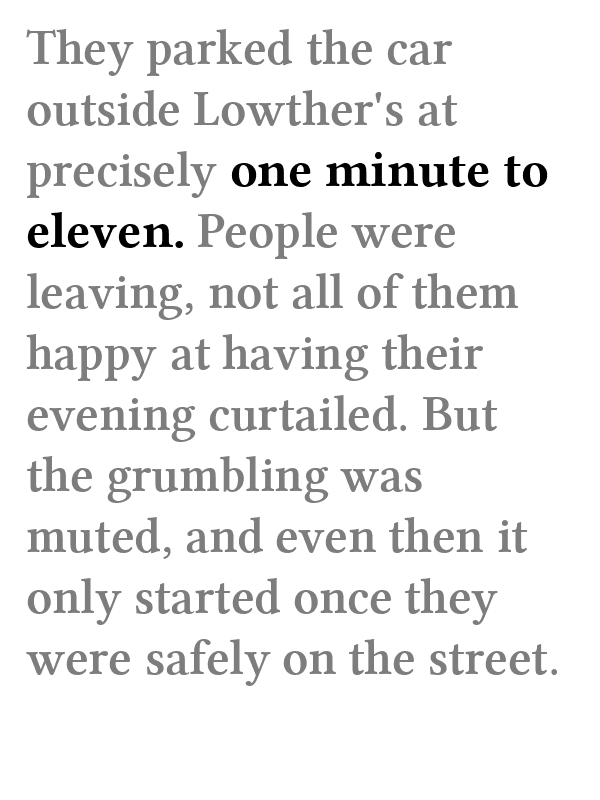 They parked the car
outside Lowther's at
precisely one minute to
eleven. People were
leaving, not all of them
happy at having their
evening curtailed. But
the grumbling was
muted, and even then it
only started once they
were safely on the street.